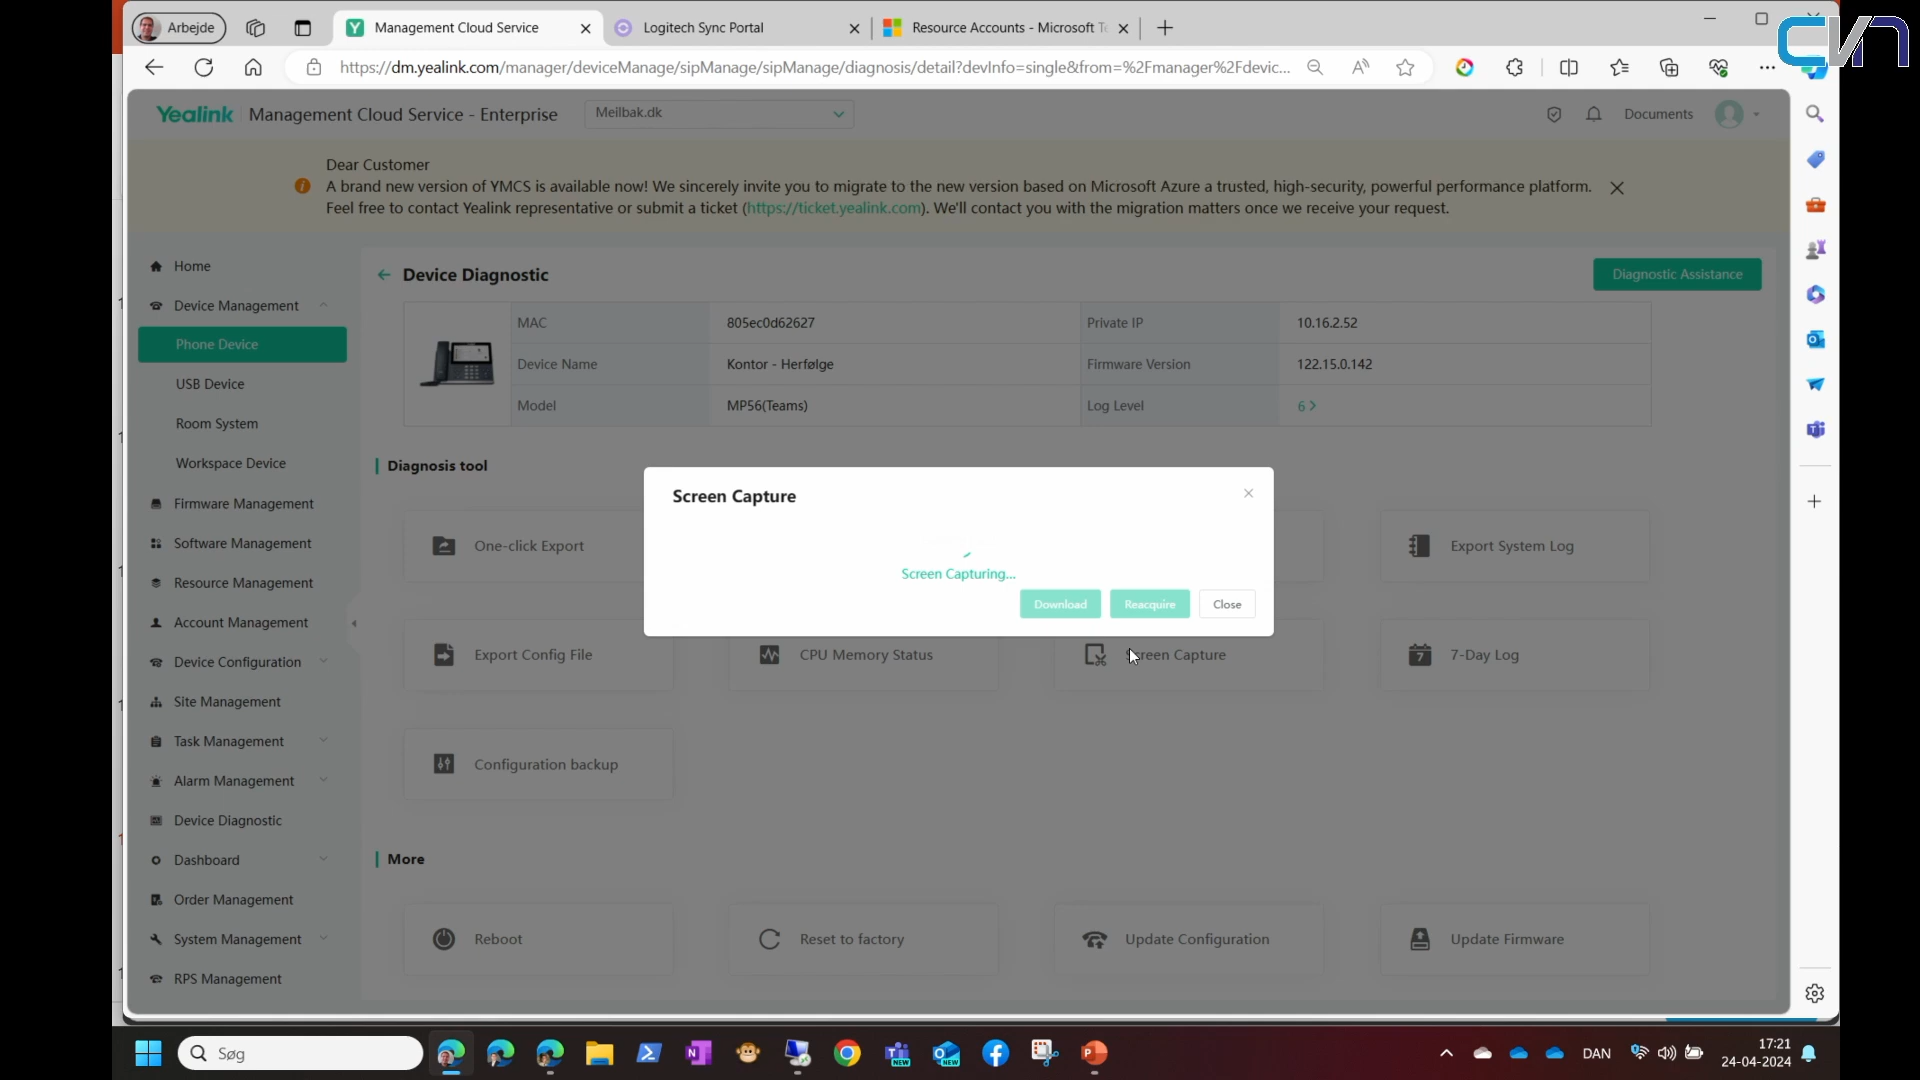 Arbejde
Management Cloud Service
Logitech Sync Portal
Resource Accounts - Microsoft T
CVN
https://dm.yealink.com/manager/deviceManage/sipManage/sipManage/diagnosis/detail?devInfo=single&from=%2Fmanager%2Fdevic...
Yealink Management Cloud Service - Enterprise
Meilbak.dk
Documents
Dear Customer
A brand new version of YMCS is available now! We sincerely invite you to migrate to the new version based on Microsoft Azure a trusted, high-security, powerful performance platform.
Feel free to contact Yealink representative or submit a ticket (https://ticket.yealink.com). We'll contact you with the migration matters once we receive your request.
Home
Device Management
Phone Device
USB Device
Room System
Workspace Device
Firmware Management
Software Management
Resource Management
Account Management
Device Configuration
Site Management
Task Management
Alarm Management
Device Diagnostic
Dashboard
Order Management
System Management
RPS Management
Device Diagnostic
Diagnostic Assistance
MAC 805ec0d62627 Private IP 10.16.2.52
Device Name Kontor - Herfølge Firmware Version 122.15.0.142
Model MP56(Teams) Log Level 6
Diagnosis tool
Screen Capture
Screen Capturing...
Download Reacquire Close
One-click Export
Export System Log
Export Config File
CPU Memory Status
Screen Capture
7-Day Log
Configuration backup
More
Reboot
Reset to factory
Update Configuration
Update Firmware
Søg
DAN
17:21
24-04-2024